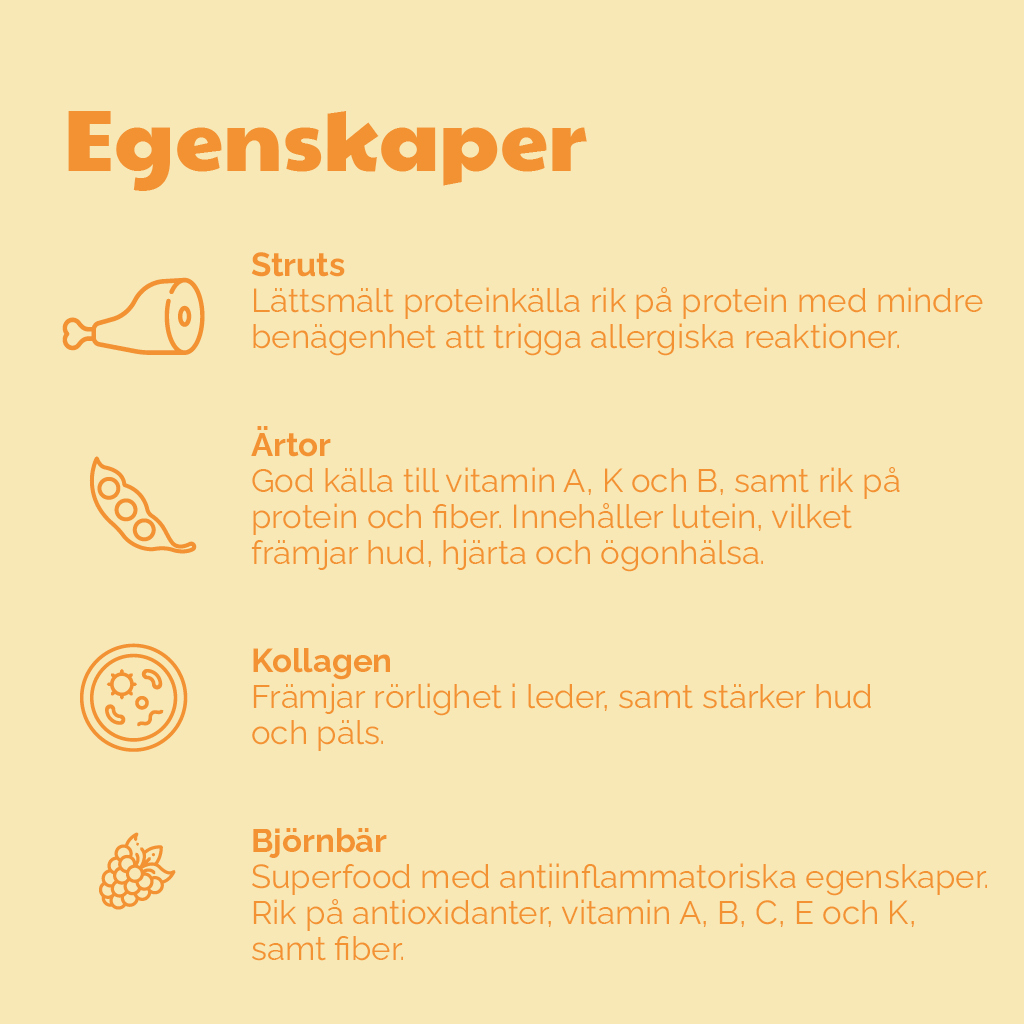 Egenskaper
Struts
Lättsmält proteinkälla rik på protein med mindre
benägenhet att trigga allergiska reaktioner.
Ärtor
God källa till vitamin A, K och B, samt rik på
protein och fiber. Innehåller lutein, vilket
främjar hud, hjärta och ögonhälsa.
Kollagen
Främjar rörlighet i leder, samt stärker hud
och päls.
Björnbär
Superfood med antiinflammatoriska egenskaper.
Rik på antioxidanter, vitamin A, B, C, E och K,
samt fiber.